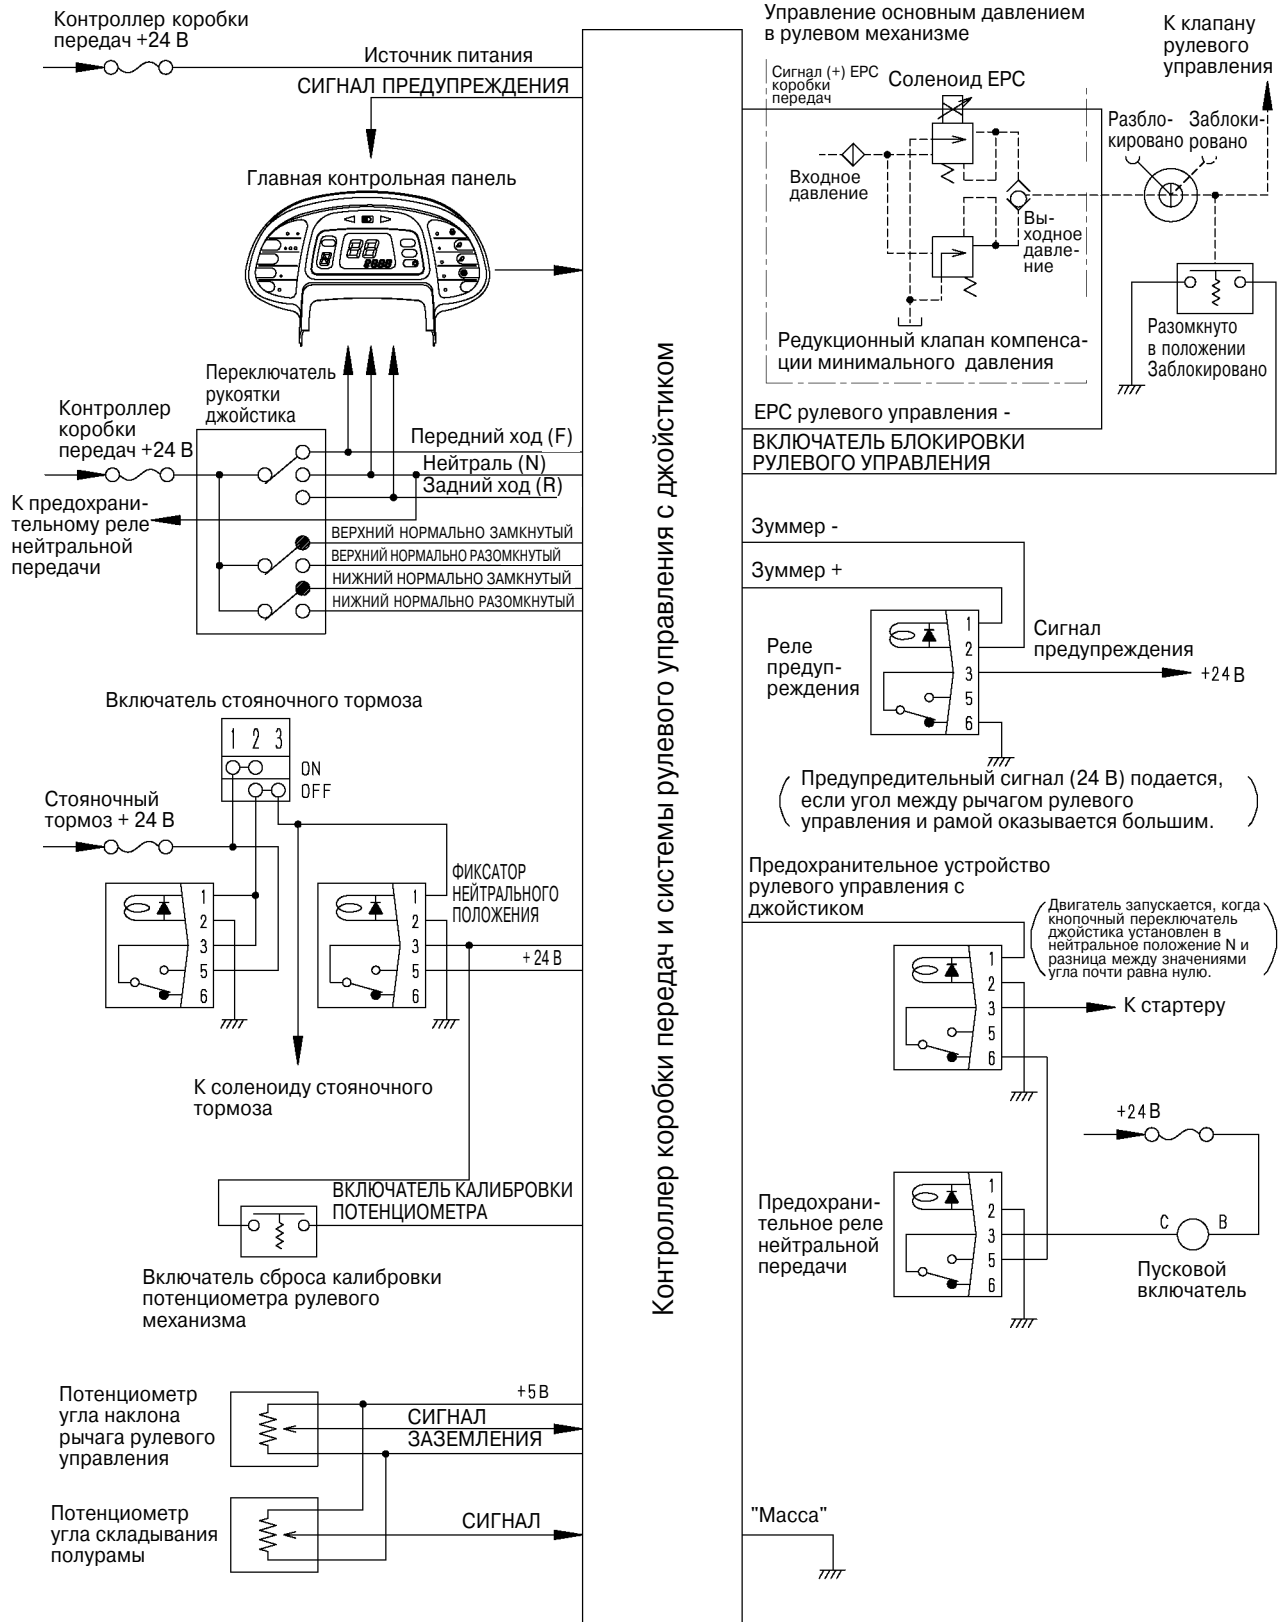 Контроллер коробки
передач +24 В
Источник питания
СИГНАЛ ПРЕДУПРЕЖДЕНИЯ
Главная контрольная панель
Переключатель
рукоятки
джойстика
Контроллер
коробки
передач +24 В
Передний ход (F)
Нейтраль (N)
Задний ход (R)
К предохрани-
тельному реле
нейтральной
передачи
ВЕРХНИЙ НОРМАЛЬНО ЗАМКНУТЫЙ
ВЕРХНИЙ НОРМАЛЬНО РАЗОМКНУТЫЙ
НИЖНИЙ НОРМАЛЬНО ЗАМКНУТЫЙ
НИЖНИЙ НОРМАЛЬНО РАЗОМКНУТЫЙ
Включатель стояночного тормоза
1 2 3
ON
OFF
Стояночный
тормоз + 24 В
1
2
3
5
6
ФИКСАТОР
НЕЙТРАЛЬНОГО
ПОЛОЖЕНИЯ
1
2
3
5
6
+ 24 В
К соленоиду стояночного
тормоза
ВКЛЮЧАТЕЛЬ КАЛИБРОВКИ
ПОТЕНЦИОМЕТРА
Включатель сброса калибровки
потенциометра рулевого
механизма
Потенциометр
угла наклона
рычага рулевого
управления
+5 В
СИГНАЛ
ЗАЗЕМЛЕНИЯ
Потенциометр
угла складывания
полурамы
СИГНАЛ
Контроллер коробки передач и системы рулевого управления с джойстиком
Управление основным давлением
в рулевом механизме
Сигнал (+) EPC
коробки
передач
Соленоид EPC
Входное
давление
Вы-
ходное
давле-
ние
Редукционный клапан компенса-
ции минимального давления
К клапану
рулевого
управления
Разбло-
кировано
Заблоки-
ровано
Разомкнуто
в положении
Заблокировано
EPC рулевого управления -
ВКЛЮЧАТЕЛЬ БЛОКИРОВКИ
РУЛЕВОГО УПРАВЛЕНИЯ
Зуммер -
Зуммер +
Реле
предуп-
реждения
1
2
3
5
6
Сигнал
предупреждения
+24 В
( Предупредительный сигнал (24 В) подается,
если угол между рычагом рулевого
управления и рамой оказывается большим. )
Предохранительное устройство
рулевого управления с
джойстиком
( Двигатель запускается, когда
кнопочный переключатель
джойстика установлен в
нейтральное положение N и
разница между значениями
угла почти равна нулю. )
1
2
3
5
6
К стартеру
+24 В
Предохрани-
тельное реле
нейтральной
передачи
1
2
3
5
6
C B
Пусковой
включатель
"Масса"